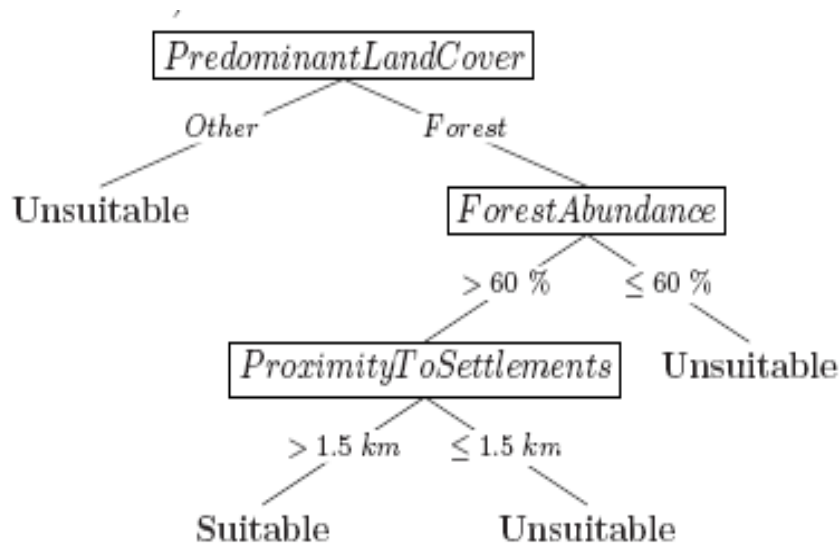 PredominantLandCover
Other Forest
Unsuitable
ForestAbundance
> 60 % ≤ 60 %
ProximityToSettlements
Unsuitable
> 1.5 km ≤ 1.5 km
Suitable Unsuitable